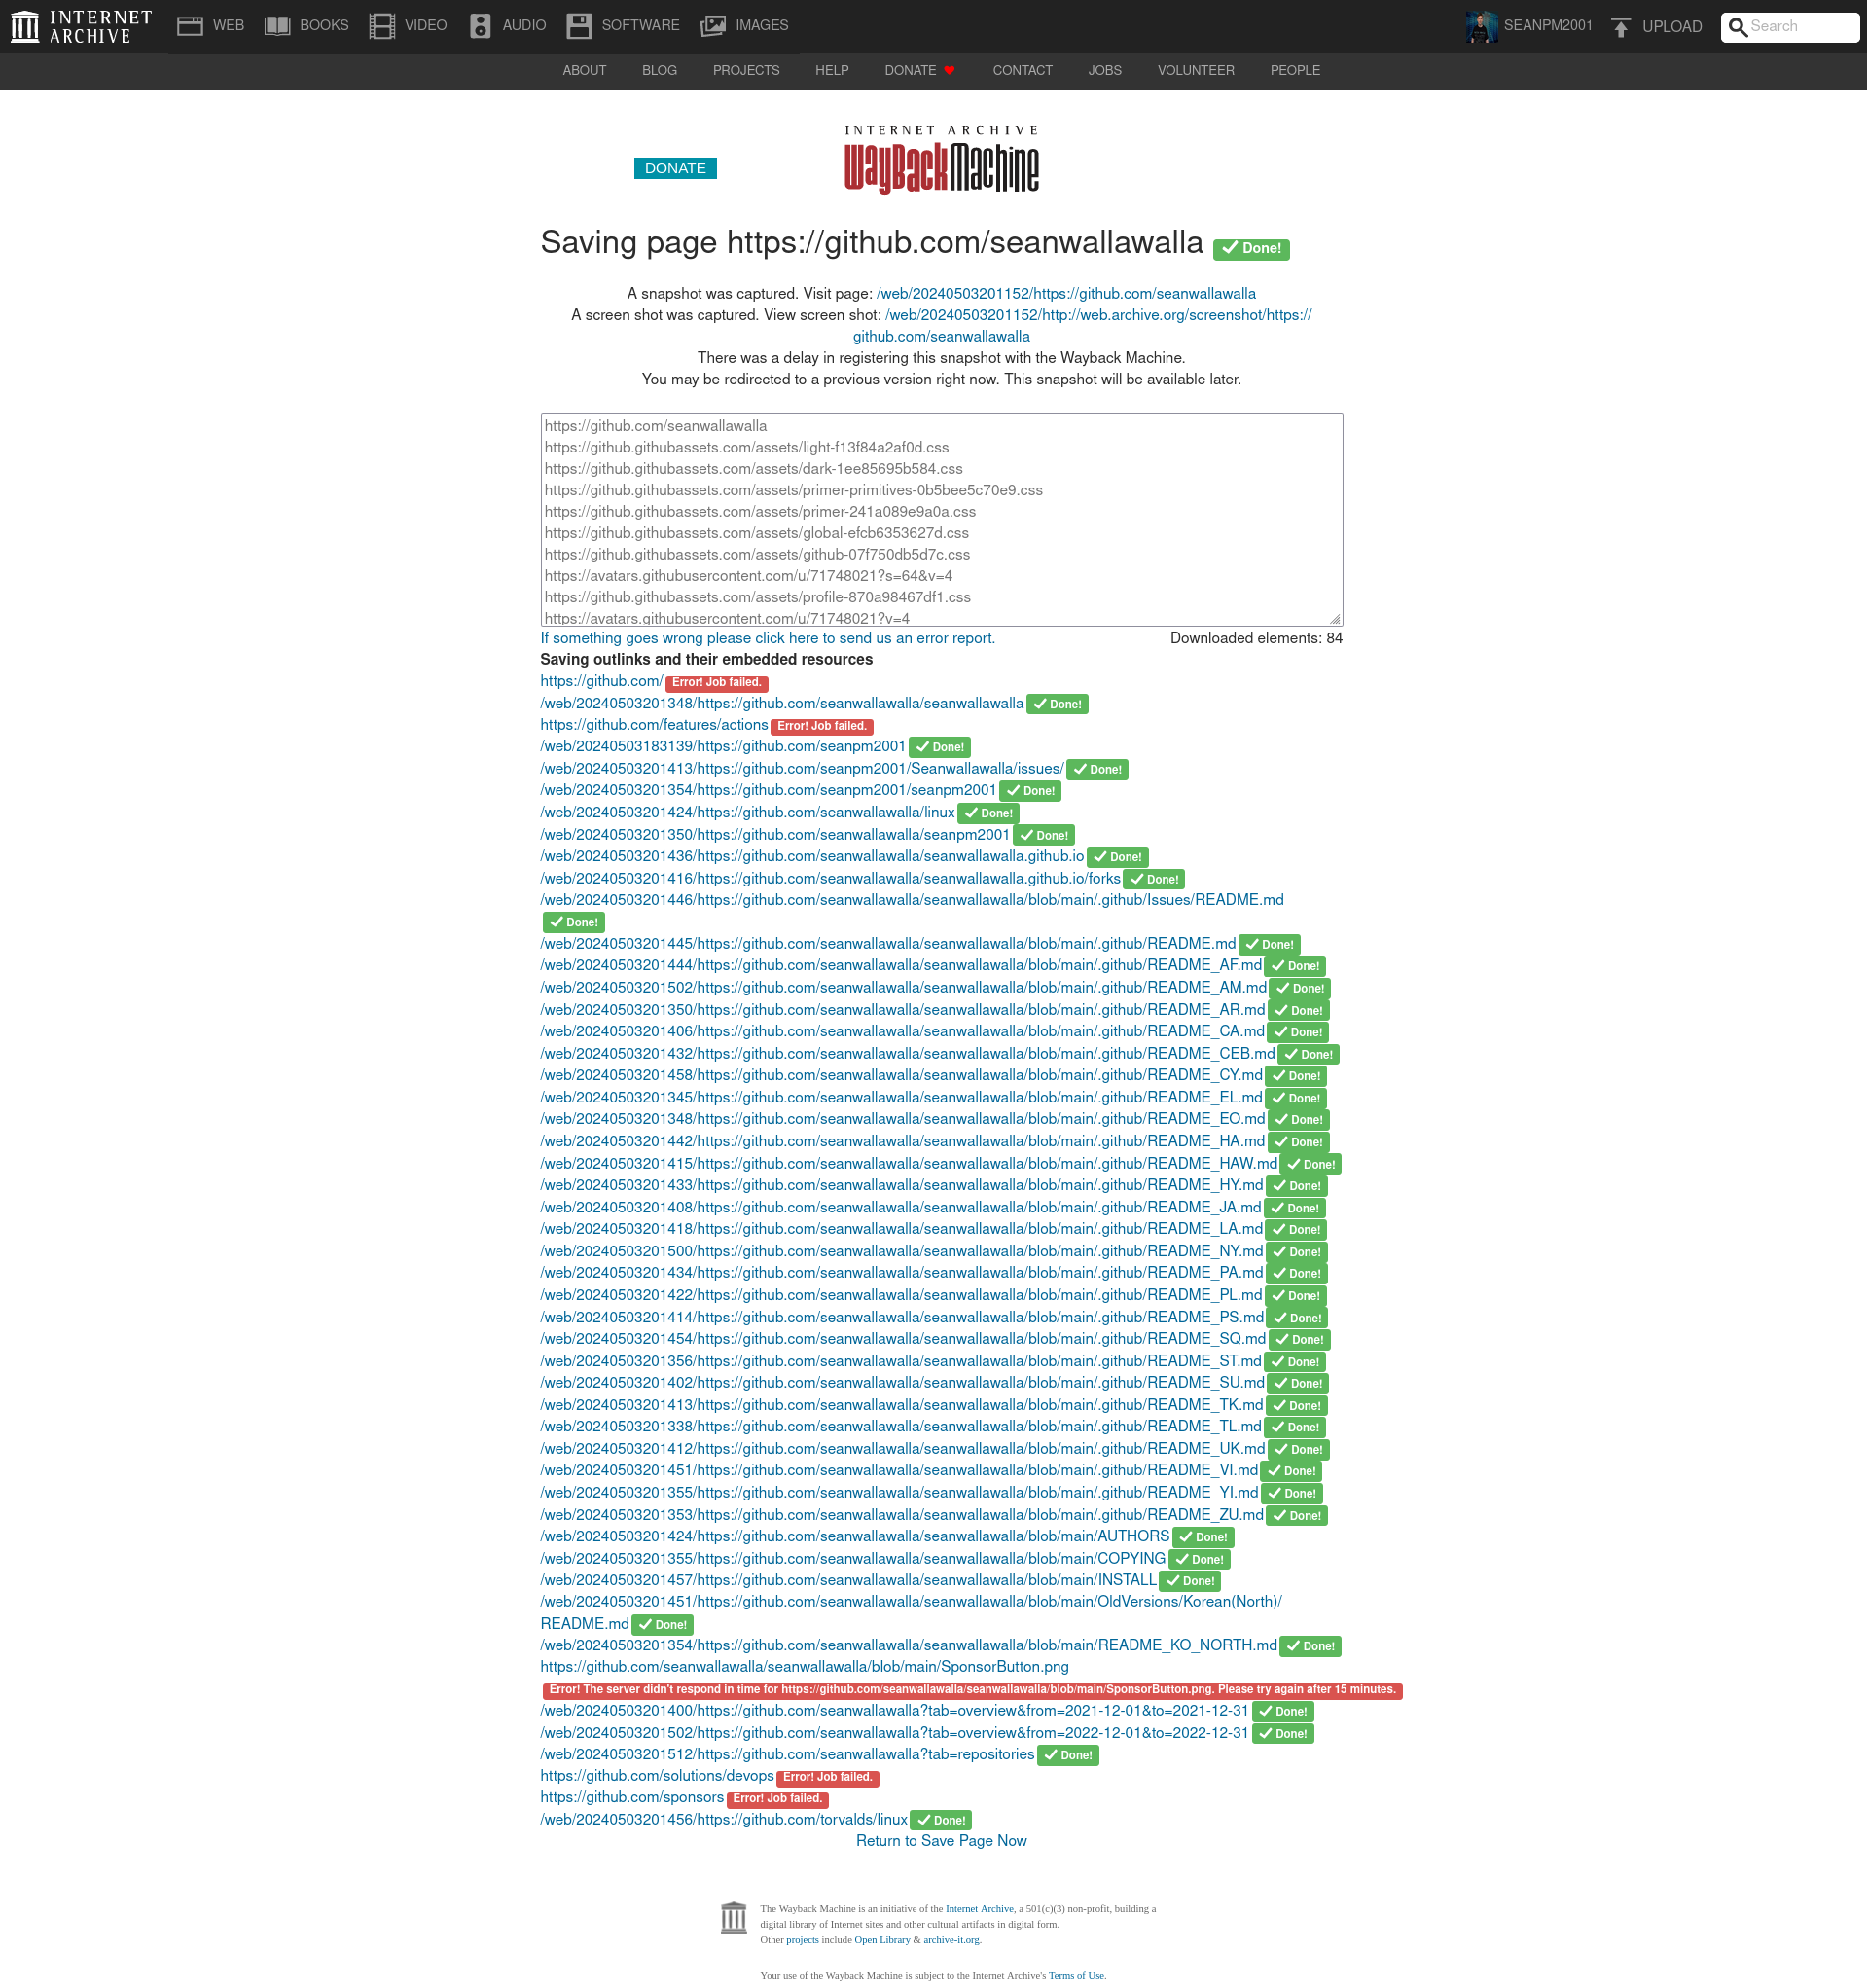 INTERNET ARCHIVE
WEB BOOKS VIDEO AUDIO SOFTWARE IMAGES
SEANPM2001 UPLOAD Search
ABOUT BLOG PROJECTS HELP DONATE CONTACT JOBS VOLUNTEER PEOPLE
INTERNET ARCHIVE
DONATE
WayBackMachine
Saving page https://github.com/seanwallawalla Done!
A snapshot was captured. Visit page: /web/20240503201152/https://github.com/seanwallawalla
A screen shot was captured. View screen shot: /web/20240503201152/http://web.archive.org/screenshot/https://
github.com/seanwallawalla
There was a delay in registering this snapshot with the Wayback Machine.
You may be redirected to a previous version right now. This snapshot will be available later.
https://github.com/seanwallawalla
https://github.githubassets.com/assets/light-f13f84a2af0d.css
https://github.githubassets.com/assets/dark-1ee85695b584.css
https://github.githubassets.com/assets/primer-primitives-0b5bee5c70e9.css
https://github.githubassets.com/assets/primer-241a089e9a0a.css
https://github.githubassets.com/assets/global-efcb6353627d.css
https://github.githubassets.com/assets/github-07f750db5d7c.css
https://avatars.githubusercontent.com/u/71748021?s=64&v=4
https://github.githubassets.com/assets/profile-870a98467df1.css
https://avatars.githubusercontent.com/u/71748021?v=4
If something goes wrong please click here to send us an error report. Downloaded elements: 84
Saving outlinks and their embedded resources
https://github.com/ Error! Job failed.
/web/20240503201348/https://github.com/seanwallawalla/seanwallawalla Done!
https://github.com/features/actions Error! Job failed.
/web/20240503183139/https://github.com/seanpm2001 Done!
/web/20240503201413/https://github.com/seanpm2001/Seanwallawalla/issues/ Done!
/web/20240503201354/https://github.com/seanpm2001/seanpm2001 Done!
/web/20240503201424/https://github.com/seanwallawalla/linux Done!
/web/20240503201350/https://github.com/seanwallawalla/seanpm2001 Done!
/web/20240503201436/https://github.com/seanwallawalla/seanwallawalla.github.io Done!
/web/20240503201416/https://github.com/seanwallawalla/seanwallawalla.github.io/forks Done!
/web/20240503201446/https://github.com/seanwallawalla/seanwallawalla/blob/main/.github/Issues/README.md
Done!
/web/20240503201445/https://github.com/seanwallawalla/seanwallawalla/blob/main/.github/README.md Done!
/web/20240503201444/https://github.com/seanwallawalla/seanwallawalla/blob/main/.github/README_AF.md Done!
/web/20240503201502/https://github.com/seanwallawalla/seanwallawalla/blob/main/.github/README_AM.md Done!
/web/20240503201350/https://github.com/seanwallawalla/seanwallawalla/blob/main/.github/README_AR.md Done!
/web/20240503201406/https://github.com/seanwallawalla/seanwallawalla/blob/main/.github/README_CA.md Done!
/web/20240503201432/https://github.com/seanwallawalla/seanwallawalla/blob/main/.github/README_CEB.md Done!
/web/20240503201458/https://github.com/seanwallawalla/seanwallawalla/blob/main/.github/README_CY.md Done!
/web/20240503201345/https://github.com/seanwallawalla/seanwallawalla/blob/main/.github/README_EL.md Done!
/web/20240503201348/https://github.com/seanwallawalla/seanwallawalla/blob/main/.github/README_EO.md Done!
/web/20240503201442/https://github.com/seanwallawalla/seanwallawalla/blob/main/.github/README_HA.md Done!
/web/20240503201415/https://github.com/seanwallawalla/seanwallawalla/blob/main/.github/README_HAW.md Done!
/web/20240503201433/https://github.com/seanwallawalla/seanwallawalla/blob/main/.github/README_HY.md Done!
/web/20240503201408/https://github.com/seanwallawalla/seanwallawalla/blob/main/.github/README_JA.md Done!
/web/20240503201418/https://github.com/seanwallawalla/seanwallawalla/blob/main/.github/README_LA.md Done!
/web/20240503201500/https://github.com/seanwallawalla/seanwallawalla/blob/main/.github/README_NY.md Done!
/web/20240503201434/https://github.com/seanwallawalla/seanwallawalla/blob/main/.github/README_PA.md Done!
/web/20240503201422/https://github.com/seanwallawalla/seanwallawalla/blob/main/.github/README_PL.md Done!
/web/20240503201414/https://github.com/seanwallawalla/seanwallawalla/blob/main/.github/README_PS.md Done!
/web/20240503201454/https://github.com/seanwallawalla/seanwallawalla/blob/main/.github/README_SQ.md Done!
/web/20240503201356/https://github.com/seanwallawalla/seanwallawalla/blob/main/.github/README_ST.md Done!
/web/20240503201402/https://github.com/seanwallawalla/seanwallawalla/blob/main/.github/README_SU.md Done!
/web/20240503201413/https://github.com/seanwallawalla/seanwallawalla/blob/main/.github/README_TK.md Done!
/web/20240503201338/https://github.com/seanwallawalla/seanwallawalla/blob/main/.github/README_TL.md Done!
/web/20240503201412/https://github.com/seanwallawalla/seanwallawalla/blob/main/.github/README_UK.md Done!
/web/20240503201451/https://github.com/seanwallawalla/seanwallawalla/blob/main/.github/README_VI.md Done!
/web/20240503201355/https://github.com/seanwallawalla/seanwallawalla/blob/main/.github/README_YI.md Done!
/web/20240503201353/https://github.com/seanwallawalla/seanwallawalla/blob/main/.github/README_ZU.md Done!
/web/20240503201424/https://github.com/seanwallawalla/seanwallawalla/blob/main/AUTHORS Done!
/web/20240503201355/https://github.com/seanwallawalla/seanwallawalla/blob/main/COPYING Done!
/web/20240503201457/https://github.com/seanwallawalla/seanwallawalla/blob/main/INSTALL Done!
/web/20240503201451/https://github.com/seanwallawalla/seanwallawalla/blob/main/OldVersions/Korean(North)/
README.md Done!
/web/20240503201354/https://github.com/seanwallawalla/seanwallawalla/blob/main/README_KO_NORTH.md Done!
https://github.com/seanwallawalla/seanwallawalla/blob/main/SponsorButton.png
Error! The server didn't respond in time for https://github.com/seanwallawalla/seanwallawalla/blob/main/SponsorButton.png. Please try again after 15 minutes.
/web/20240503201400/https://github.com/seanwallawalla?tab=overview&from=2021-12-01&to=2021-12-31 Done!
/web/20240503201502/https://github.com/seanwallawalla?tab=overview&from=2022-12-01&to=2022-12-31 Done!
/web/20240503201512/https://github.com/seanwallawalla?tab=repositories Done!
https://github.com/solutions/devops Error! Job failed.
https://github.com/sponsors Error! Job failed.
/web/20240503201456/https://github.com/torvalds/linux Done!
Return to Save Page Now
The Wayback Machine is an initiative of the Internet Archive, a 501(c)(3) non-profit, building a
digital library of Internet sites and other cultural artifacts in digital form.
Other projects include Open Library & archive-it.org.
Your use of the Wayback Machine is subject to the Internet Archive's Terms of Use.